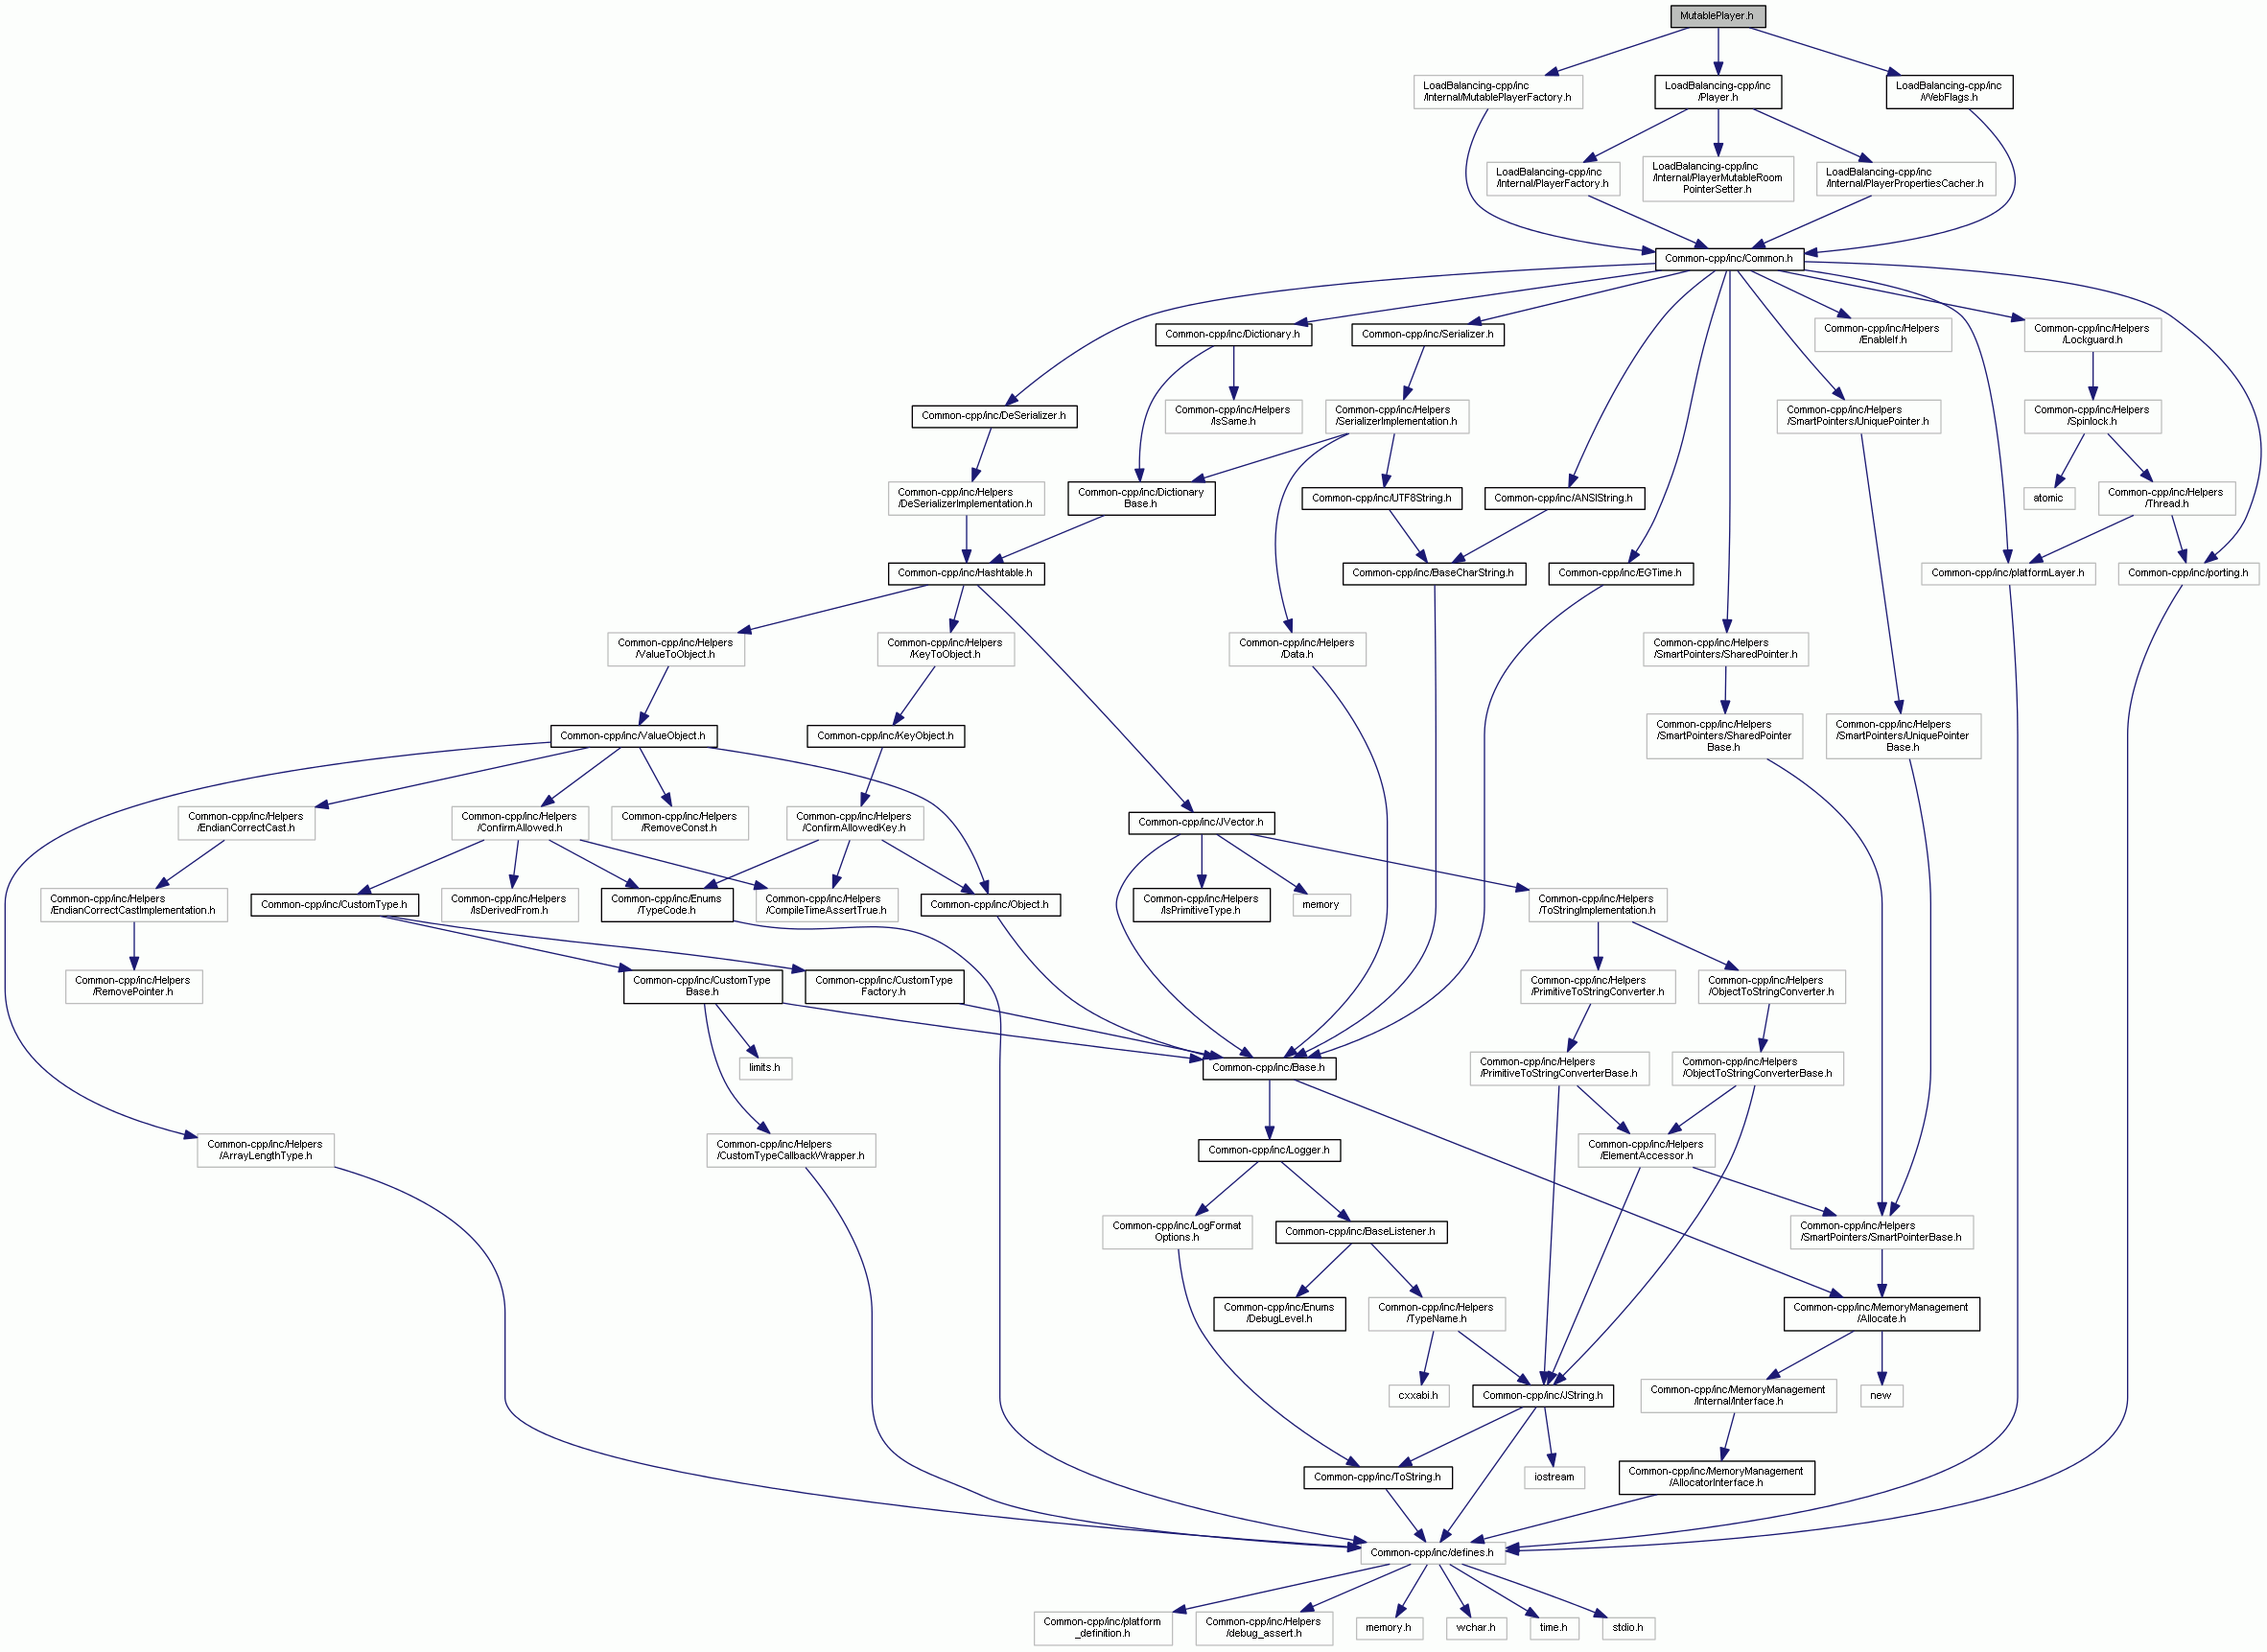 MutablePlayer.h
LoadBalancing-cpp/inc
/Internal/MutablePlayerFactory.h
LoadBalancing-cpp/inc
/Player.h
LoadBalancing-cpp/inc
/WebFlags.h
LoadBalancing-cpp/inc
/Internal/PlayerFactory.h
LoadBalancing-cpp/inc
/Internal/PlayerMutableRoom
PointerSetter.h
LoadBalancing-cpp/inc
/Internal/PlayerPropertiesCacher.h
Common-cpp/inc/Common.h
Common-cpp/inc/Dictionary.h
Common-cpp/inc/Serializer.h
Common-cpp/inc/Helpers
/EnableIf.h
Common-cpp/inc/Helpers
/Lockguard.h
Common-cpp/inc/DeSerializer.h
Common-cpp/inc/Helpers
/IsSame.h
Common-cpp/inc/Helpers
/SerializerImplementation.h
Common-cpp/inc/Helpers
/SmartPointers/UniquePointer.h
Common-cpp/inc/Helpers
/Spinlock.h
Common-cpp/inc/Helpers
/DeSerializerImplementation.h
Common-cpp/inc/Dictionary
Base.h
Common-cpp/inc/UTF8String.h
Common-cpp/inc/ANSIString.h
atomic
Common-cpp/inc/Helpers
/Thread.h
Common-cpp/inc/Hashtable.h
Common-cpp/inc/BaseCharString.h
Common-cpp/inc/EGTime.h
Common-cpp/inc/platformLayer.h
Common-cpp/inc/porting.h
Common-cpp/inc/Helpers
/ValueToObject.h
Common-cpp/inc/Helpers
/KeyToObject.h
Common-cpp/inc/Helpers
/Data.h
Common-cpp/inc/Helpers
/SmartPointers/SharedPointer.h
Common-cpp/inc/ValueObject.h
Common-cpp/inc/KeyObject.h
Common-cpp/inc/Helpers
/SmartPointers/SharedPointer
Base.h
Common-cpp/inc/Helpers
/SmartPointers/UniquePointer
Base.h
Common-cpp/inc/Helpers
/EndianCorrectCast.h
Common-cpp/inc/Helpers
/ConfirmAllowed.h
Common-cpp/inc/Helpers
/RemoveConst.h
Common-cpp/inc/Helpers
/ConfirmAllowedKey.h
Common-cpp/inc/JVector.h
Common-cpp/inc/Helpers
/EndianCorrectCastImplementation.h
Common-cpp/inc/CustomType.h
Common-cpp/inc/Helpers
/IsDerivedFrom.h
Common-cpp/inc/Enums
/TypeCode.h
Common-cpp/inc/Helpers
/CompileTimeAssertTrue.h
Common-cpp/inc/Object.h
Common-cpp/inc/Helpers
/IsPrimitiveType.h
memory
Common-cpp/inc/Helpers
/ToStringImplementation.h
Common-cpp/inc/Helpers
/RemovePointer.h
Common-cpp/inc/CustomType
Base.h
Common-cpp/inc/CustomType
Factory.h
Common-cpp/inc/Helpers
/PrimitiveToStringConverter.h
Common-cpp/inc/Helpers
/ObjectToStringConverter.h
limits.h
Common-cpp/inc/Base.h
Common-cpp/inc/Helpers
/PrimitiveToStringConverterBase.h
Common-cpp/inc/Helpers
/ObjectToStringConverterBase.h
Common-cpp/inc/Helpers
/ArrayLengthType.h
Common-cpp/inc/Helpers
/CustomTypeCallbackWrapper.h
Common-cpp/inc/Logger.h
Common-cpp/inc/Helpers
/ElementAccessor.h
Common-cpp/inc/LogFormat
Options.h
Common-cpp/inc/BaseListener.h
Common-cpp/inc/Helpers
/SmartPointers/SmartPointerBase.h
Common-cpp/inc/Enums
/DebugLevel.h
Common-cpp/inc/Helpers
/TypeName.h
Common-cpp/inc/MemoryManagement
/Allocate.h
cxxabi.h
Common-cpp/inc/JString.h
Common-cpp/inc/MemoryManagement
/Internal/Interface.h
new
Common-cpp/inc/ToString.h
iostream
Common-cpp/inc/MemoryManagement
/AllocatorInterface.h
Common-cpp/inc/defines.h
Common-cpp/inc/platform
_definition.h
Common-cpp/inc/Helpers
/debug_assert.h
memory.h
wchar.h
time.h
stdio.h